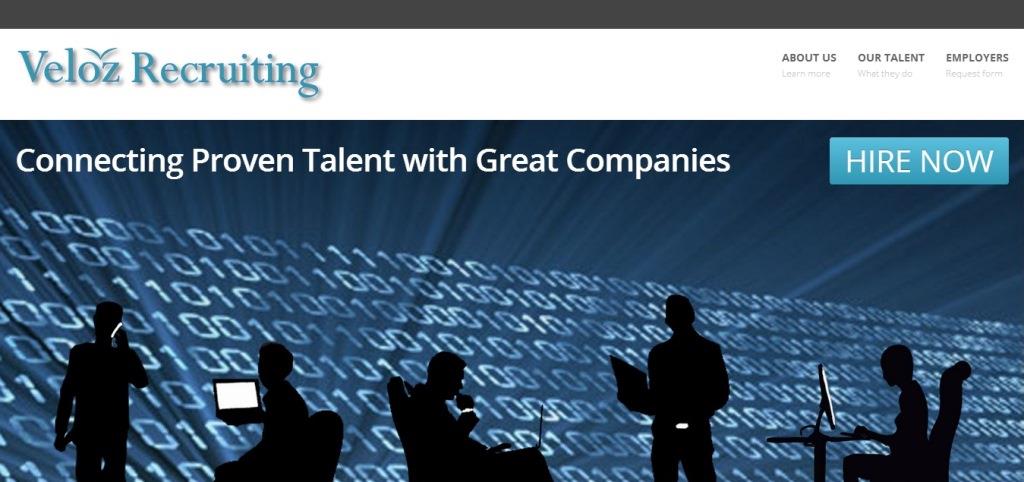 Veloz Recruiting
ABOUT US
Learn more
OUR TALENT
What they do
EMPLOYERS
Request form
Connecting Proven Talent with Great Companies
HIRE NOW